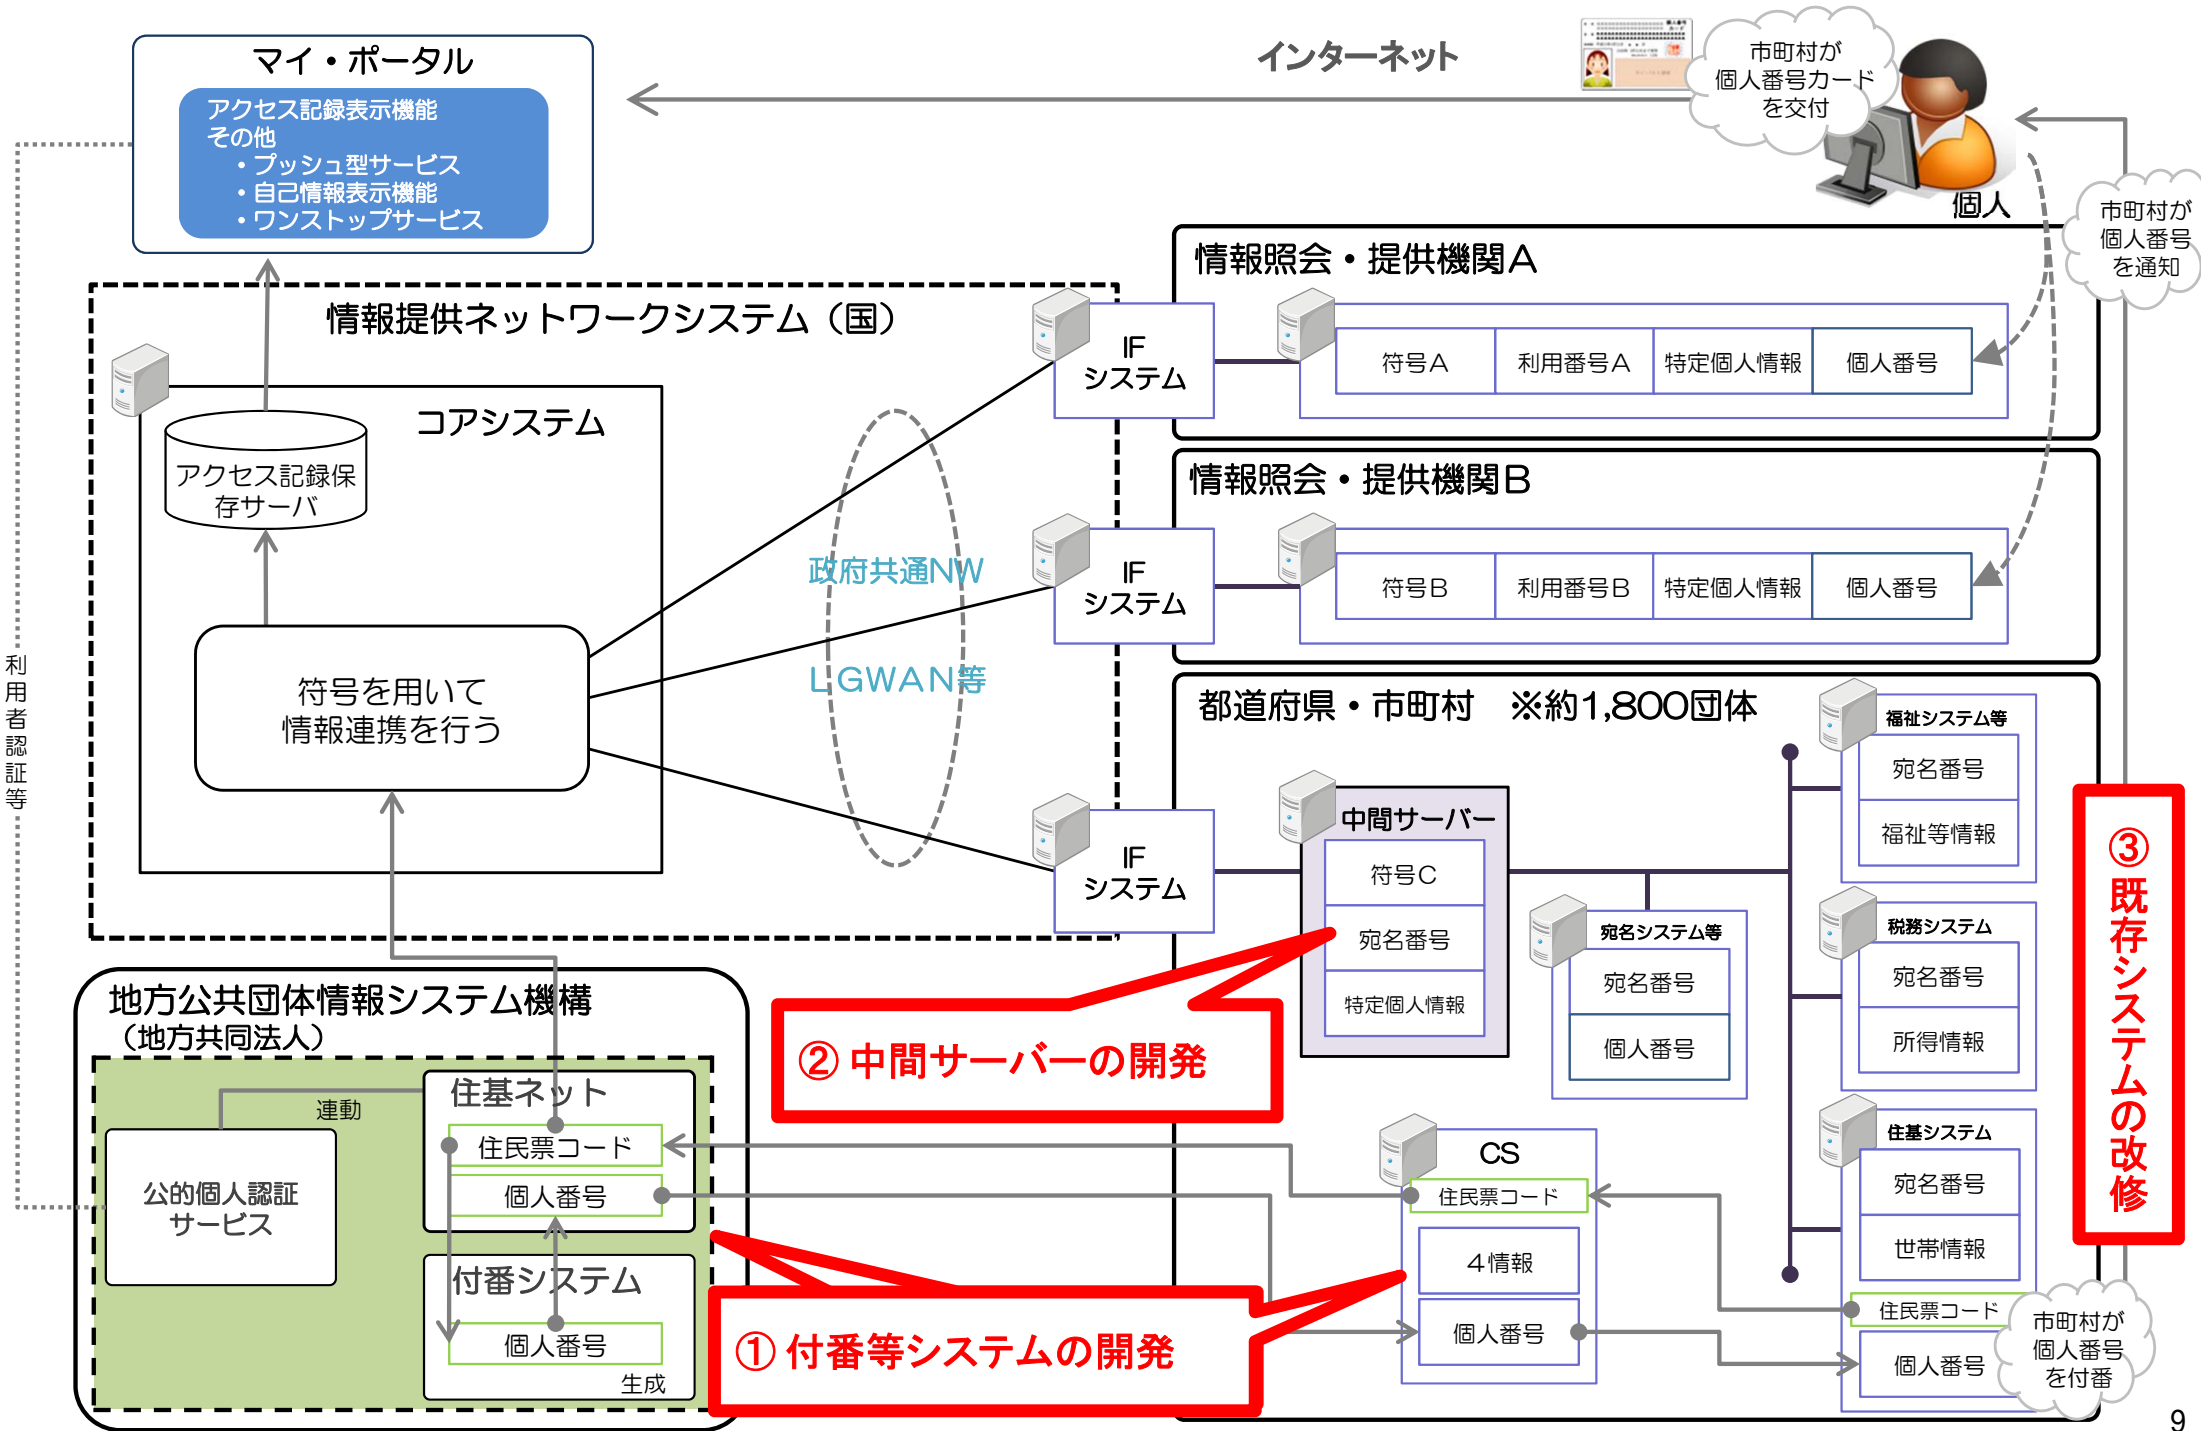 マイ・ポータル
アクセス記録表示機能
その他
・プッシュ型サービス
・自己情報表示機能
・ワンストップサービス
インターネット
市町村が
個人番号カード
を交付
個人
市町村が
個人番号
を通知
利用者認証等
情報提供ネットワークシステム（国）
コアシステム
アクセス記録保
存サーバ
符号を用いて
情報連携を行う
政府共通NW
LGWAN等
IF
システム
情報照会・提供機関A
符号A
利用番号A
特定個人情報
個人番号
IF
システム
情報照会・提供機関B
符号B
利用番号B
特定個人情報
個人番号
IF
システム
都道府県・市町村　※約1,800団体
中間サーバー
符号C
宛名番号
特定個人情報
宛名システム等
宛名番号
個人番号
福祉システム等
宛名番号
福祉等情報
税務システム
宛名番号
所得情報
住基システム
宛名番号
世帯情報
住民票コード
個人番号
市町村が
個人番号
を付番
③既存システムの改修
②中間サーバーの開発
CS
住民票コード
4情報
個人番号
地方公共団体情報システム機構
（地方共同法人）
連動
住基ネット
住民票コード
個人番号
公的個人認証
サービス
付番システム
個人番号
生成
①付番等システムの開発
9